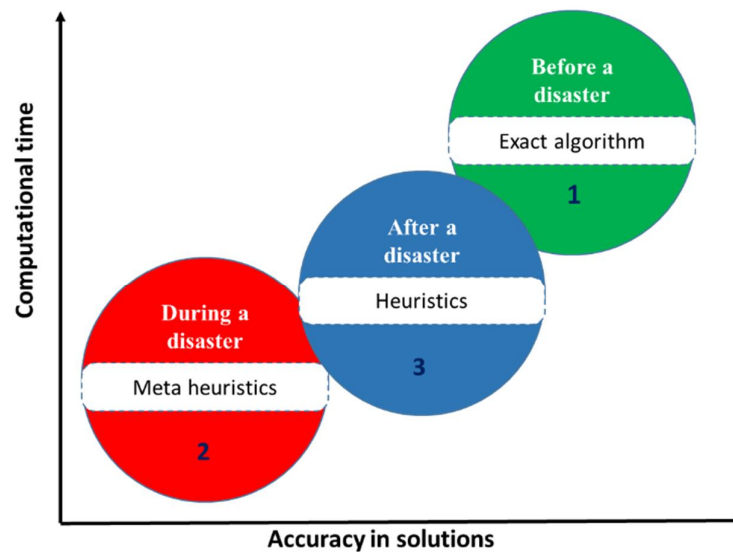 Computational time
Before a
disaster
Exact algorithm
1
After a
disaster
Heuristics
3
During a
disaster
Meta heuristics
2
Accuracy in solutions